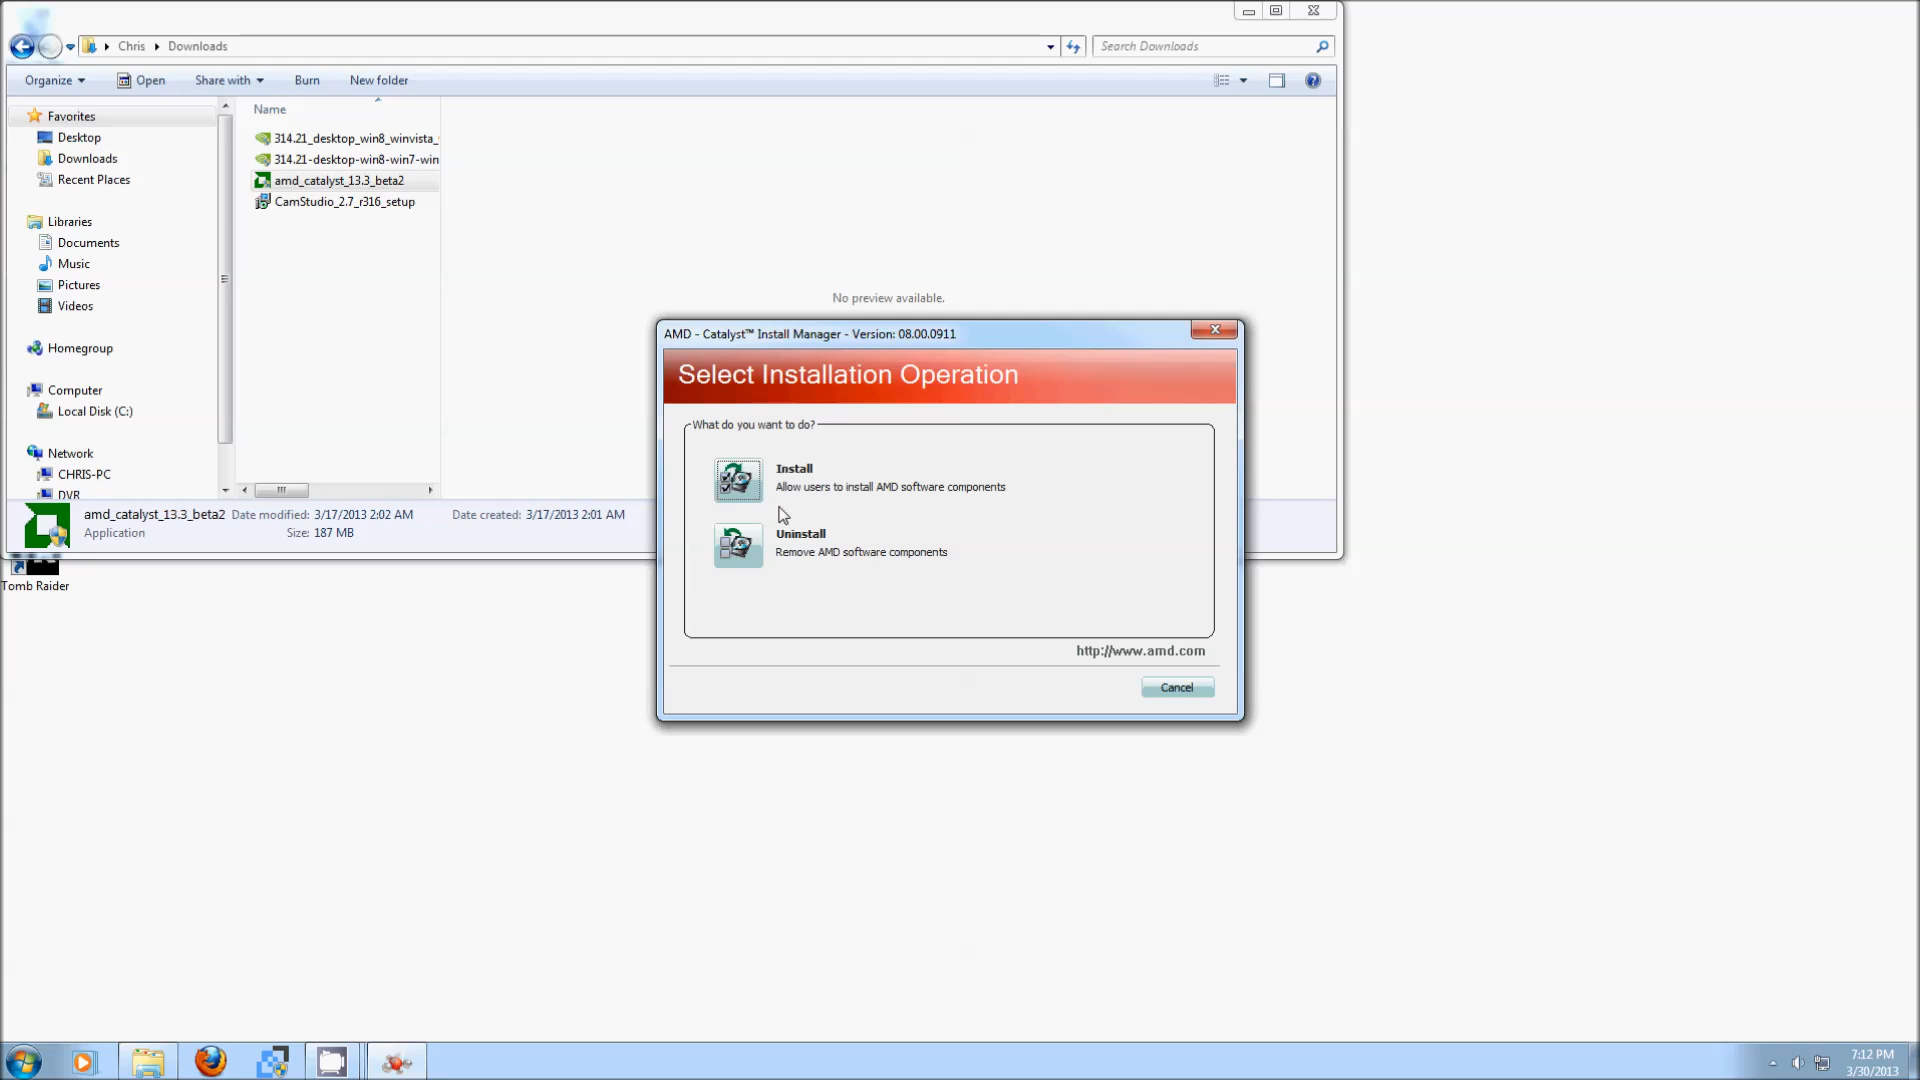 Chris
Downloads
Search Downloads
Organize
Open
Share with
Burn
New folder
Favorites
Desktop
Downloads
Recent Places
Libraries
Documents
Music
Pictures
Videos
Homegroup
Computer
Local Disk (C:)
Network
CHRIS-PC
DVR
Name
314.21_desktop_win8_winvista_
314.21-desktop-win8-win7-win
amd_catalyst_13.3_beta2
CamStudio_2.7_r316_setup
No preview available.
amd_catalyst_13.3_beta2 Date modified: 3/17/2013 2:02 AM Date created: 3/17/2013 2:01 AM
Application Size: 187 MB
AMD - Catalyst™ Install Manager - Version: 08.00.0911
Select Installation Operation
What do you want to do?
Install
Allow users to install AMD software components
Uninstall
Remove AMD software components
http://www.amd.com
Cancel
Tomb Raider
7:12 PM
3/30/2013